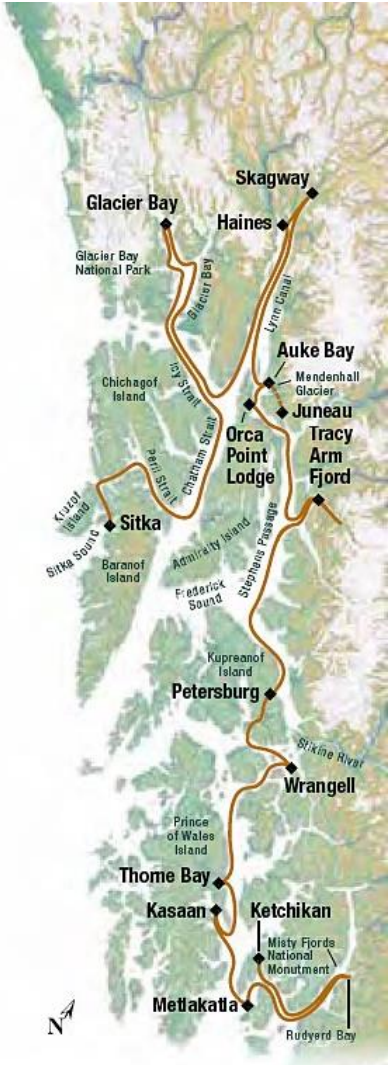 Skagway
Glacier Bay
Haines
Glacier Bay
National Park
Glacier Bay
Lynn Canal
Icy Strait
Auke Bay
Mendenhall
Glacier
Chichagof
Island
Juneau
Orca
Point
Lodge
Tracy
Arm
Fjord
Chatham Strait
Peril Strait
Kruzof
Island
Sitka
Sitka Sound
Baranof
Island
Admiralty Island
Stephens Passage
Frederick
Sound
Kupreanof
Island
Petersburg
Stikine River
Wrangell
Prince
of Wales
Island
Thorne Bay
Kasaan
Ketchikan
Misty Fjords
National
Monutment
Metlakatla
N
Rudyerd Bay